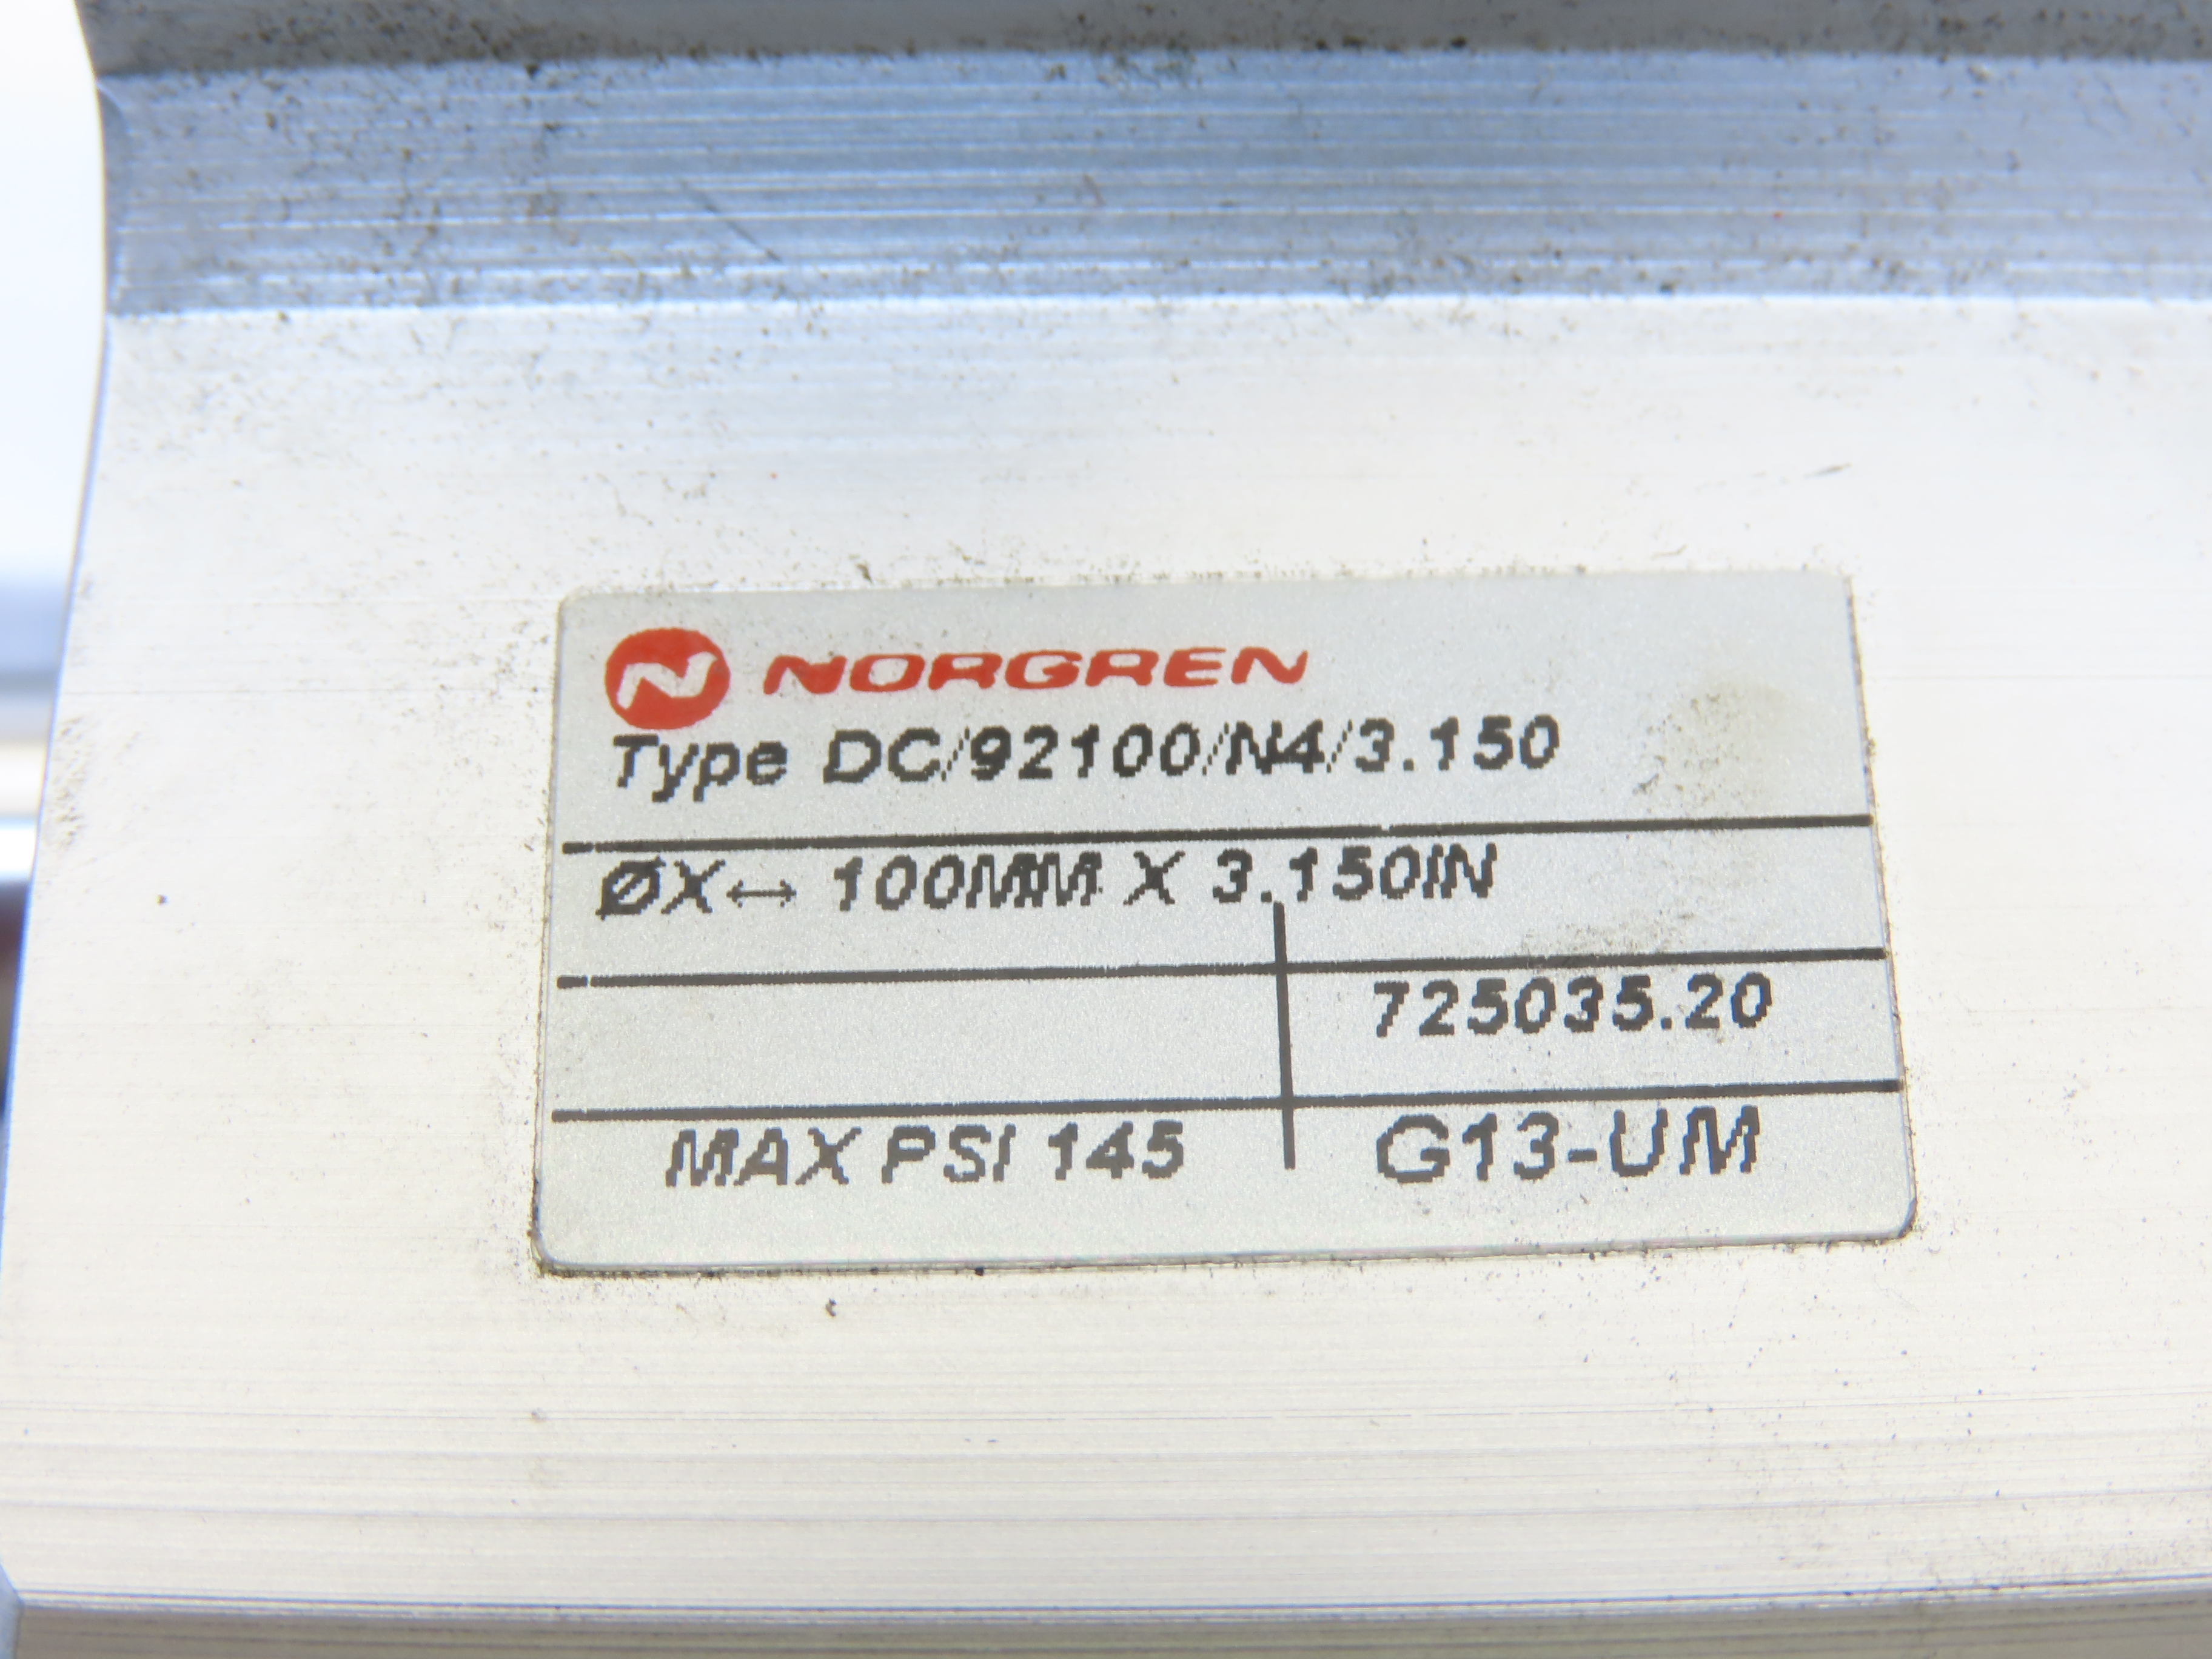 N NORGREN
Type DC/92100/N4/3.150
ØX↔ 100MM X 3.150IN
725035.20
MAX PSI 145 G13-UM